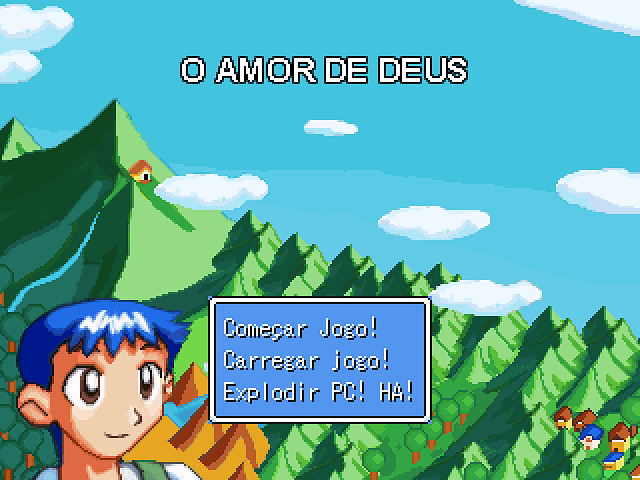 O AMOR DE DEUS
Começar Jogo!
Carregar jogo!
Explodir PC! HA!